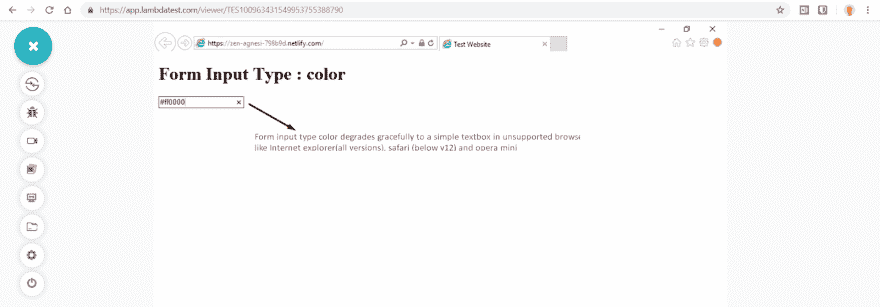 https://app.lambdatest.com/viewer/TES1009634315499537553887​90
https://sen-agnesi-798b9d.netlify.com/
Test Website
Form Input Type : color
#ff0000
Form input type color degrades gracefully to a simple textbox in unsupported browse
like Internet explorer(all versions), safari (below v12) and opera mini